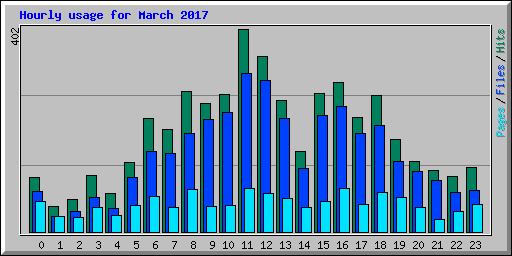 Hourly usage for March 2017
402
Pages/Files/Hits
0 1 2 3 4 5 6 7 8 9 10 11 12 13 14 15 16 17 18 19 20 21 22 23